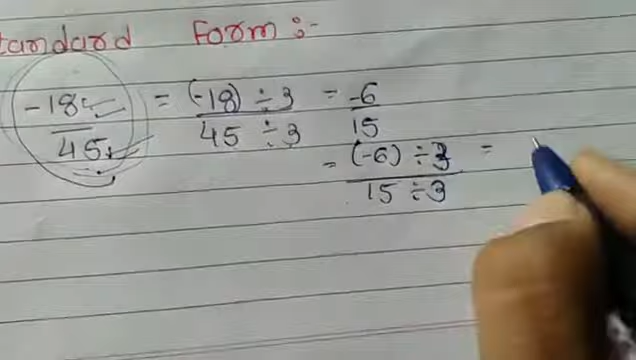 tandard Form :-
-18/45 = (-18) ÷ 3/45 ÷ 3 = -6/15
= (-6) ÷ 3/15 ÷ 3 =